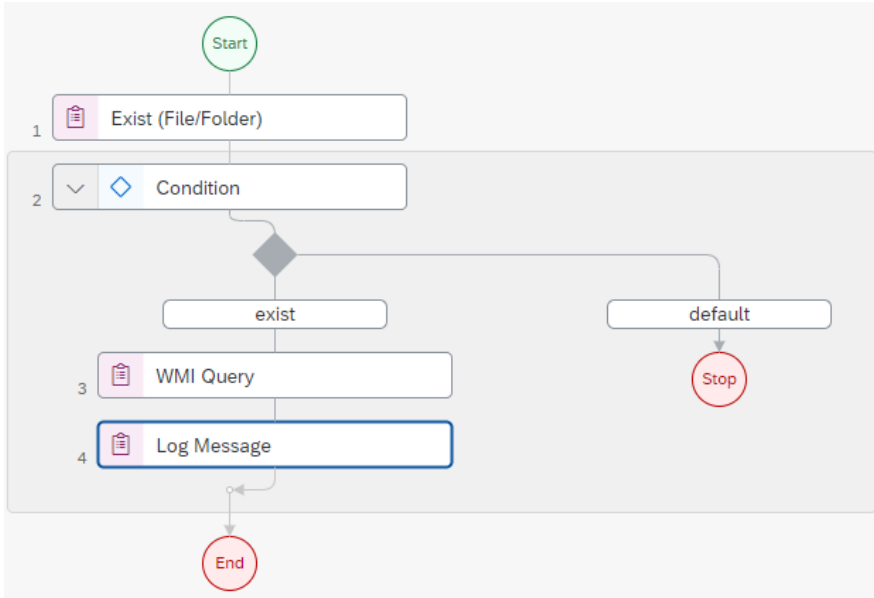 Start
1 Exist (File/Folder)
2 Condition
exist
default
3 WMI Query
Stop
4 Log Message
End